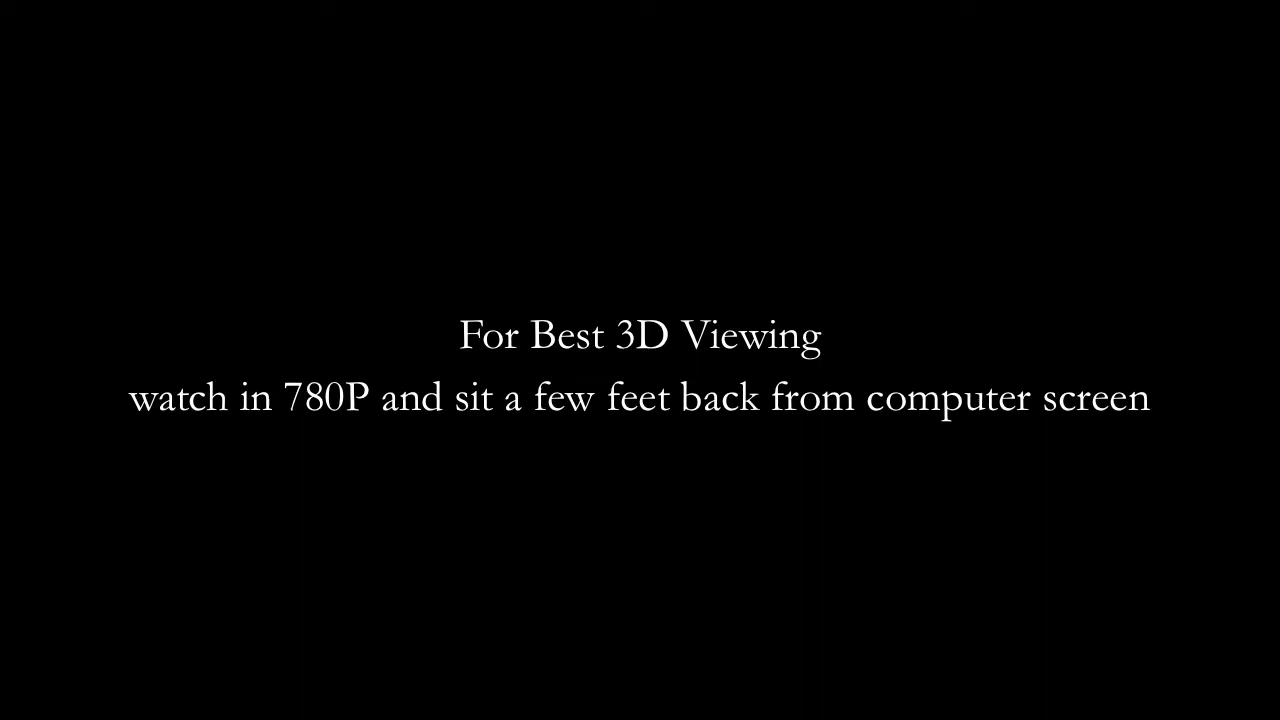 For Best 3D Viewing
watch in 780P and sit a few feet back from computer screen